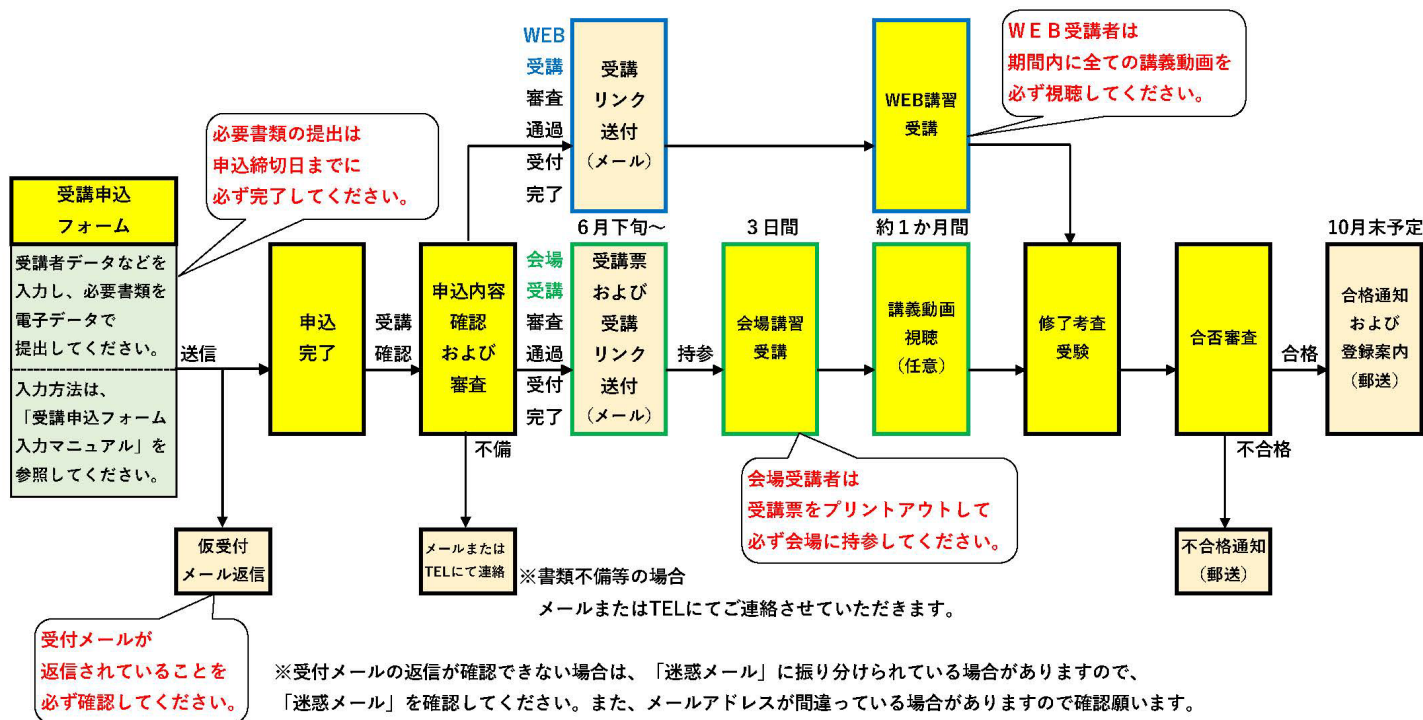 受講申込
フォーム
受講者データなどを
入力し、必要書類を
電子データで
提出してください。
入力方法は、
「受講申込フォーム
入力マニュアル」を
参照してください。
必要書類の提出は
申込締切日までに
必ず完了してください。
送信
仮受付
メール返信
受付メールが
返信されていることを
必ず確認してください。
申込
完了
受講
確認
申込内容
確認
および
審査
不備
メールまたは
TELにて連絡
※書類不備等の場合
メールまたはTELにてご連絡させていただきます。
WEB
受講
審査
通過
受付
完了
受講
リンク
送付
（メール）
WEB講習
受講
ＷＥＢ受講者は
期間内に全ての講義動画を
必ず視聴してください。
会場
受講
審査
通過
受付
完了
６月下旬～
受講票
および
受講
リンク
送付
（メール）
持参
３日間
会場講習
受講
会場受講者は
受講票をプリントアウトして
必ず会場に持参してください。
約１か月間
講義動画
視聴
（任意）
修了考査
受験
合否審査
合格
不合格
不合格通知
（郵送）
10月末予定
合格通知
および
登録案内
（郵送）
※受付メールの返信が確認できない場合は、「迷惑メール」に振り分けられている場合がありますので、
「迷惑メール」を確認してください。また、メールアドレスが間違っている場合がありますので確認願います。